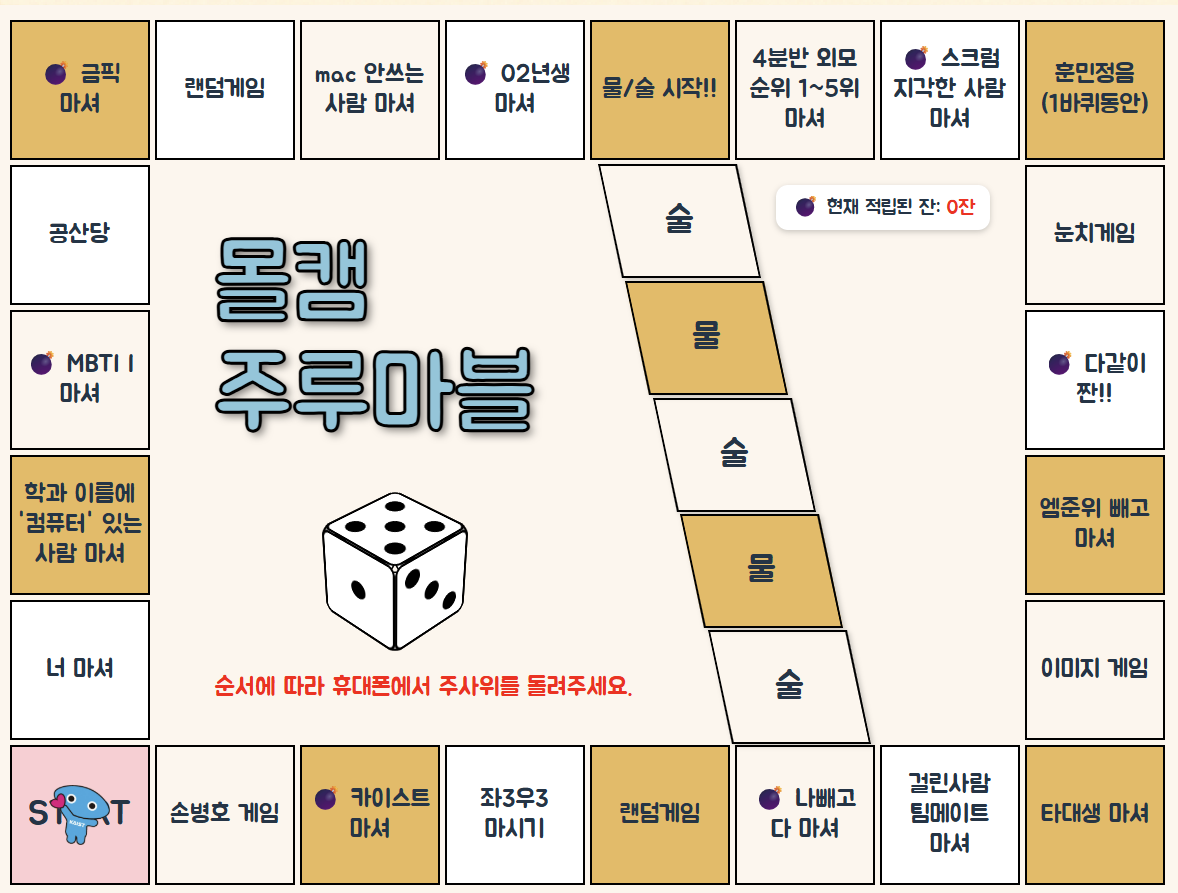 금픽
마셔
랜덤게임
mac 안쓰는
사람 마셔
02년생
마셔
물/술 시작!!
4분반 외모
순위 1~5위
마셔
스크럼
지각한 사람
마셔
훈민정음
(1바퀴동안)
공산당
술
현재 적립된 잔: 0잔
눈치게임
몰캠
주루마블
MBTI I
마셔
물
다같이
짠!!
술
학과 이름에
'컴퓨터' 있는
사람 마셔
물
엠준위 빼고
마셔
너 마셔
순서에 따라 휴대폰에서 주사위를 돌려주세요.
술
이미지 게임
START
KAIST
손병호 게임
카이스트
마셔
좌3우3
마시기
랜덤게임
나빼고
다 마셔
걸린사람
팀메이트
마셔
타대생 마셔